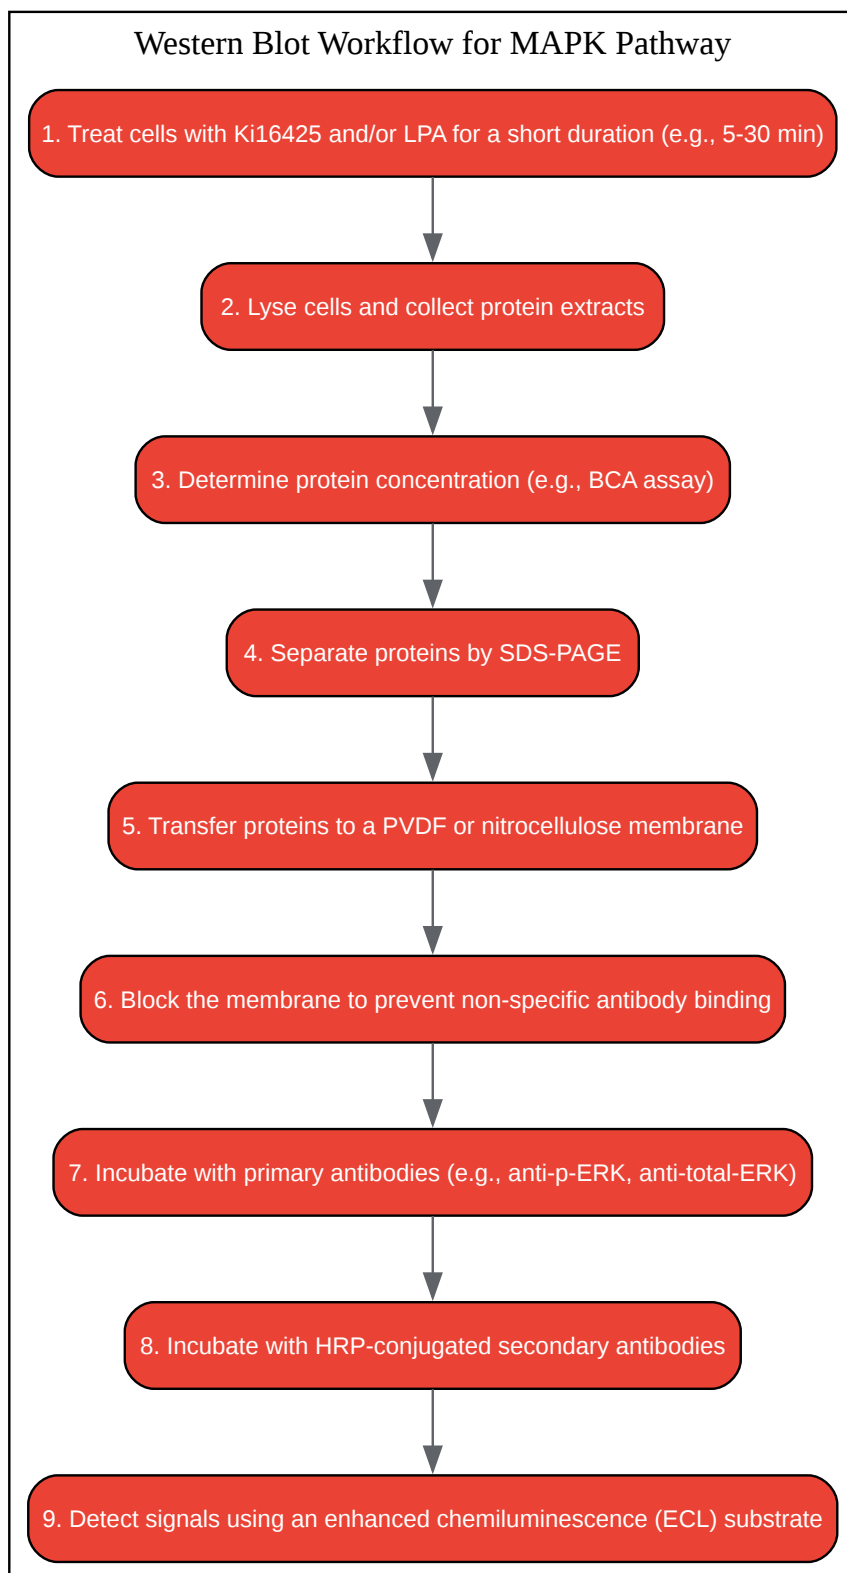 Western Blot Workflow for MAPK Pathway
1. Treat cells with Ki16425 and/or LPA for a short duration (e.g., 5-30 min)
2. Lyse cells and collect protein extracts
3. Determine protein concentration (e.g., BCA assay)
4. Separate proteins by SDS-PAGE
5. Transfer proteins to a PVDF or nitrocellulose membrane
6. Block the membrane to prevent non-specific antibody binding
7. Incubate with primary antibodies (e.g., anti-p-ERK, anti-total-ERK)
8. Incubate with HRP-conjugated secondary antibodies
9. Detect signals using an enhanced chemiluminescence (ECL) substrate